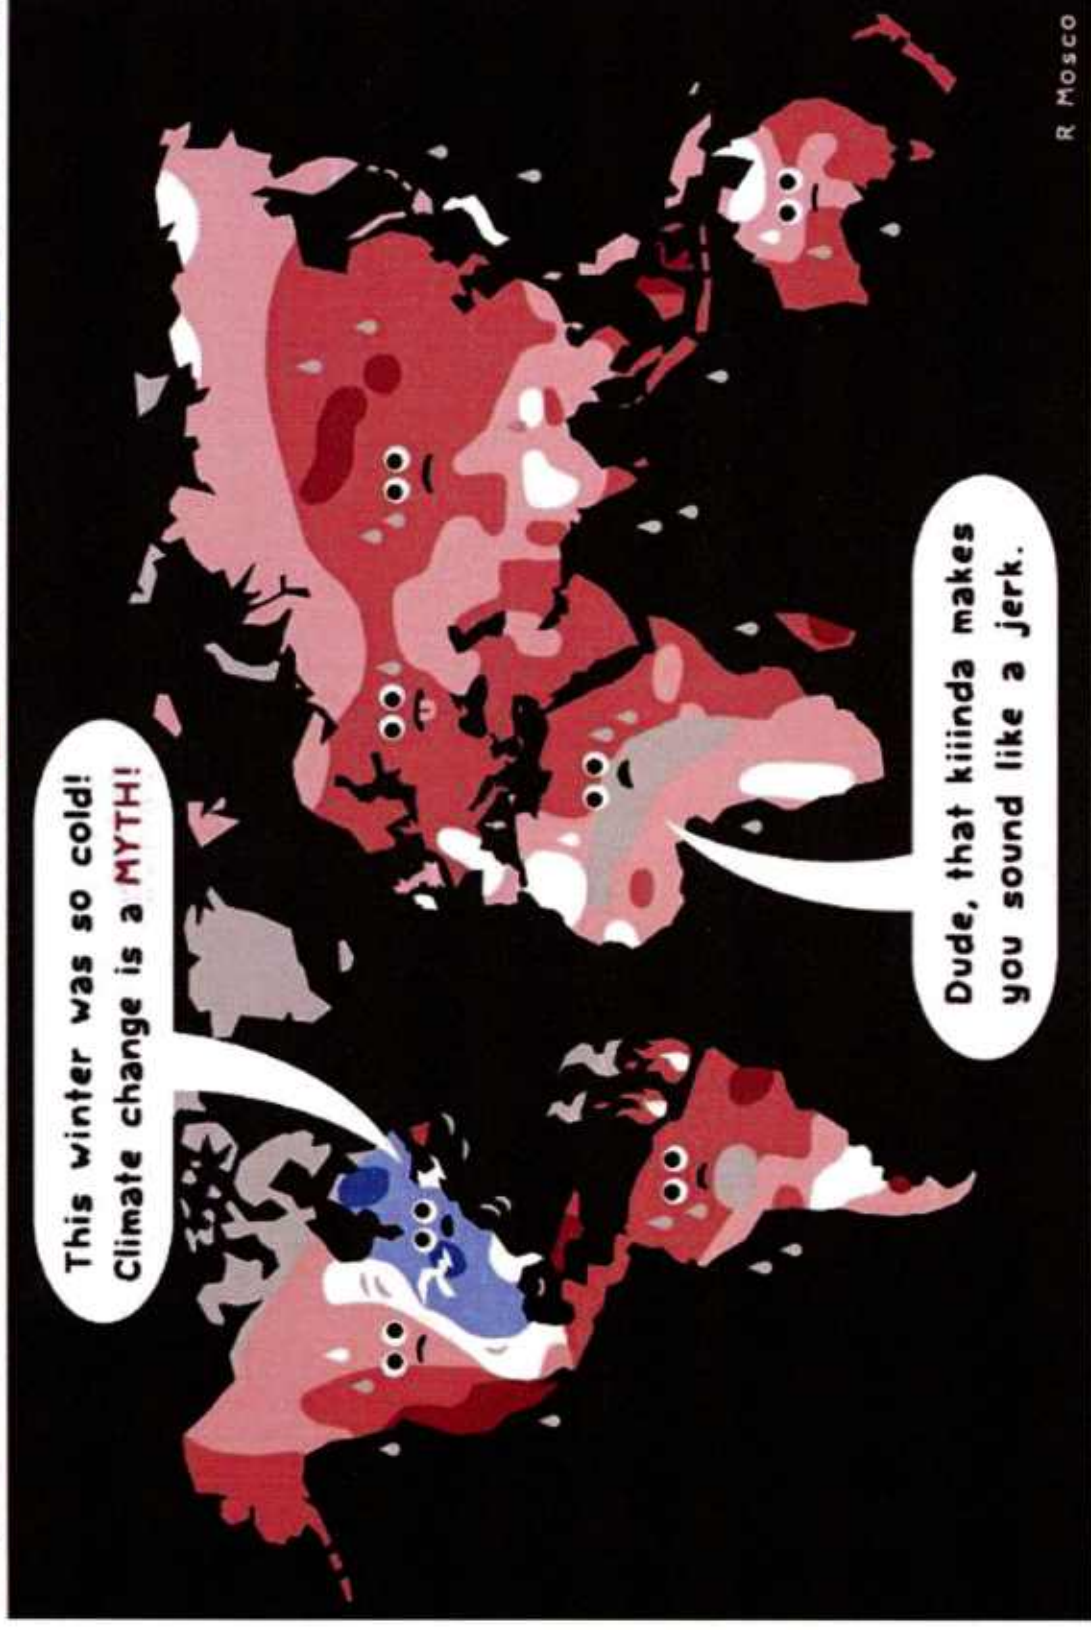 This winter was so cold!
Climate change is a MYTH!
Dude, that kiiinda makes
you sound like a jerk.
R Mosco